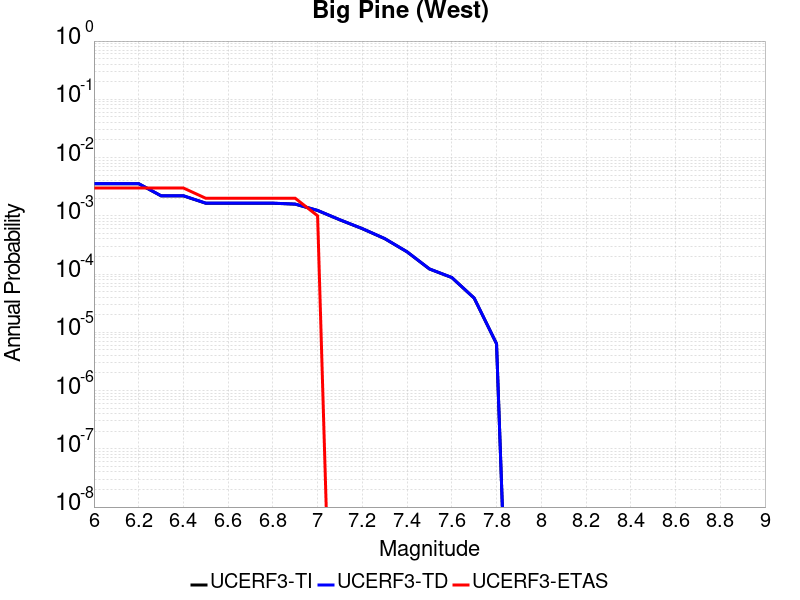 Big Pine (West)
10^0
10^-1
10^-2
10^-3
10^-4
10^-5
10^-6
10^-7
10^-8
Annual Probability
6 6.2 6.4 6.6 6.8 7 7.2 7.4 7.6 7.8 8 8.2 8.4 8.6 8.8 9
Magnitude
UCERF3-TI UCERF3-TD UCERF3-ETAS